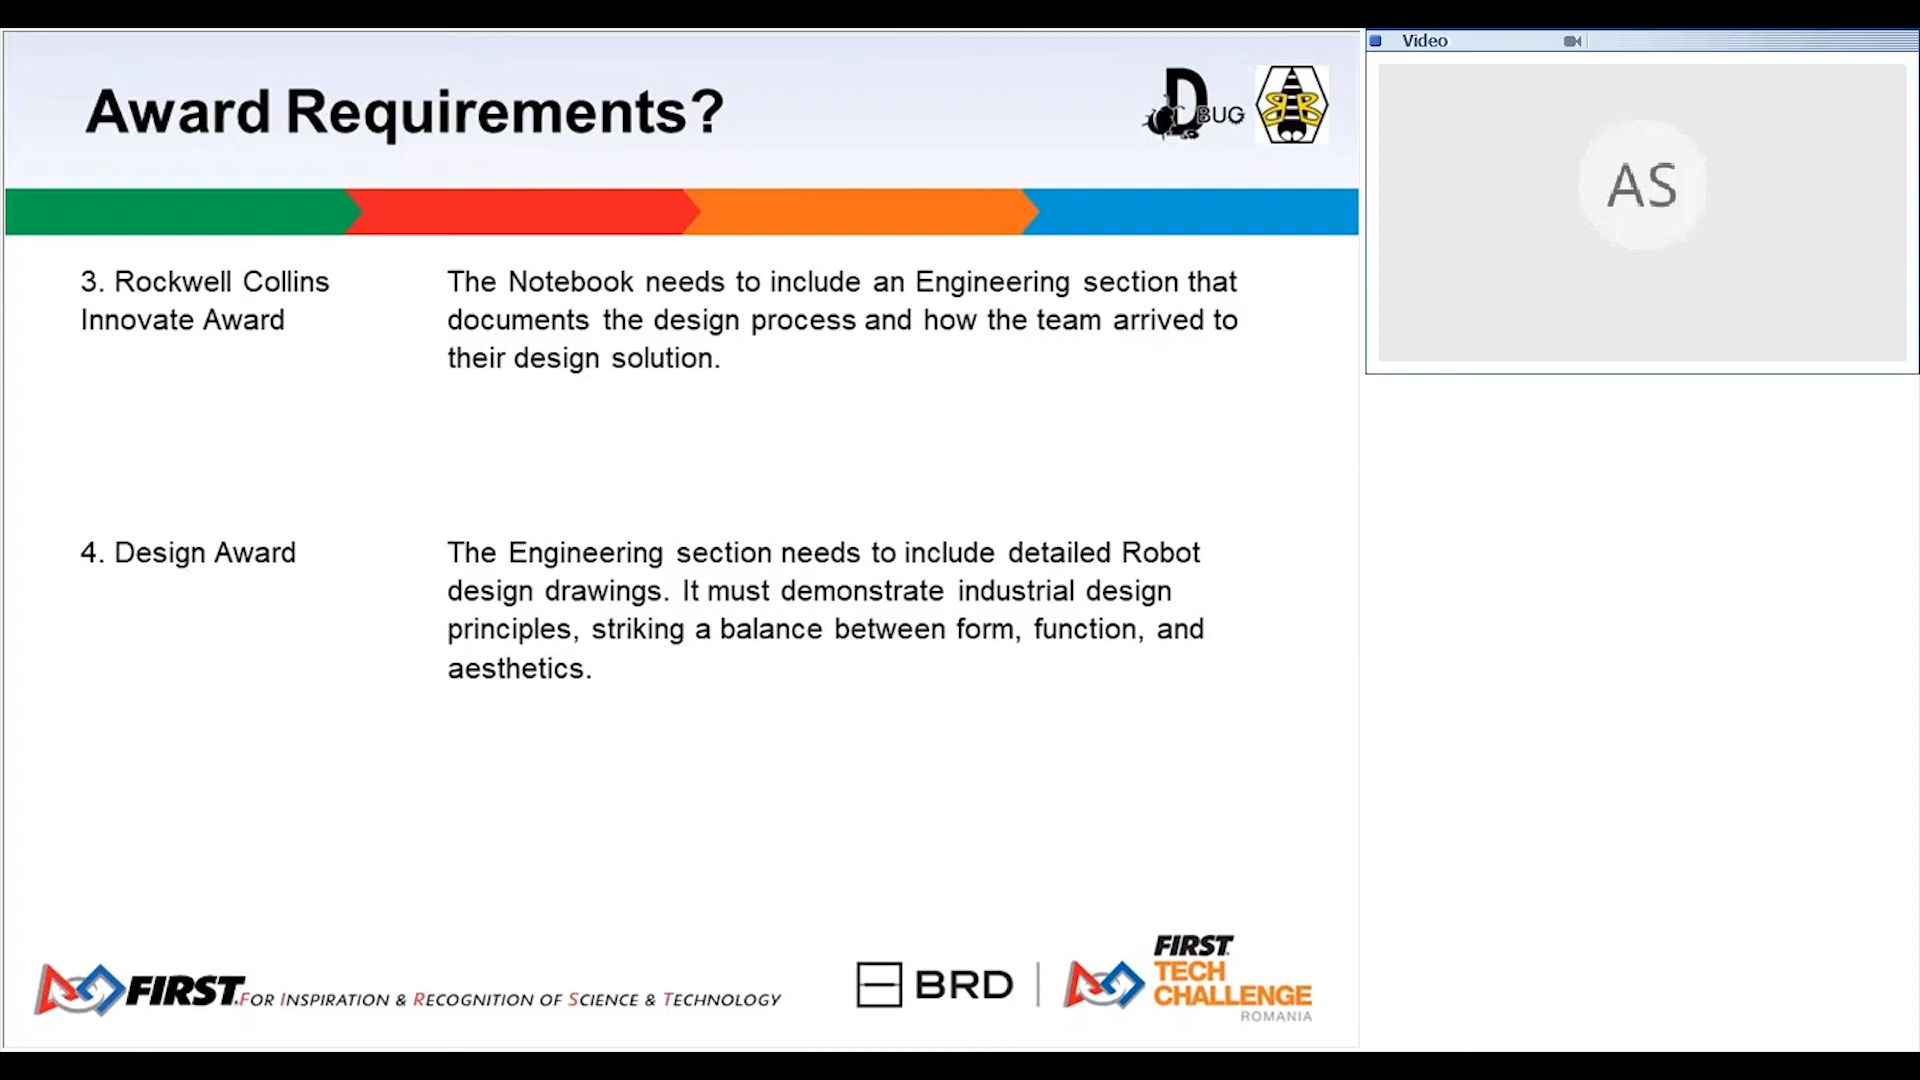 Award Requirements?
D BUG
3. Rockwell Collins
Innovate Award
The Notebook needs to include an Engineering section that
documents the design process and how the team arrived to
their design solution.
4. Design Award
The Engineering section needs to include detailed Robot
design drawings. It must demonstrate industrial design
principles, striking a balance between form, function, and
aesthetics.
FIRST. FOR INSPIRATION & RECOGNITION OF SCIENCE & TECHNOLOGY
BRD
FIRST.
TECH
CHALLENGE
ROMANIA
Video
AS